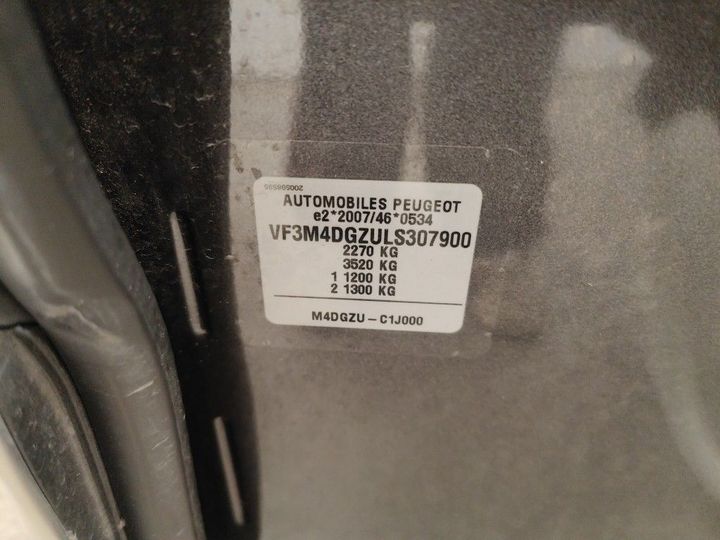 200508595
AUTOMOBILES PEUGEOT
e2*2007/46*0534
VF3M4DGZULS307900
2270 KG
3520 KG
1 1200 KG
2 1300 KG
M4DGZU-C1J000